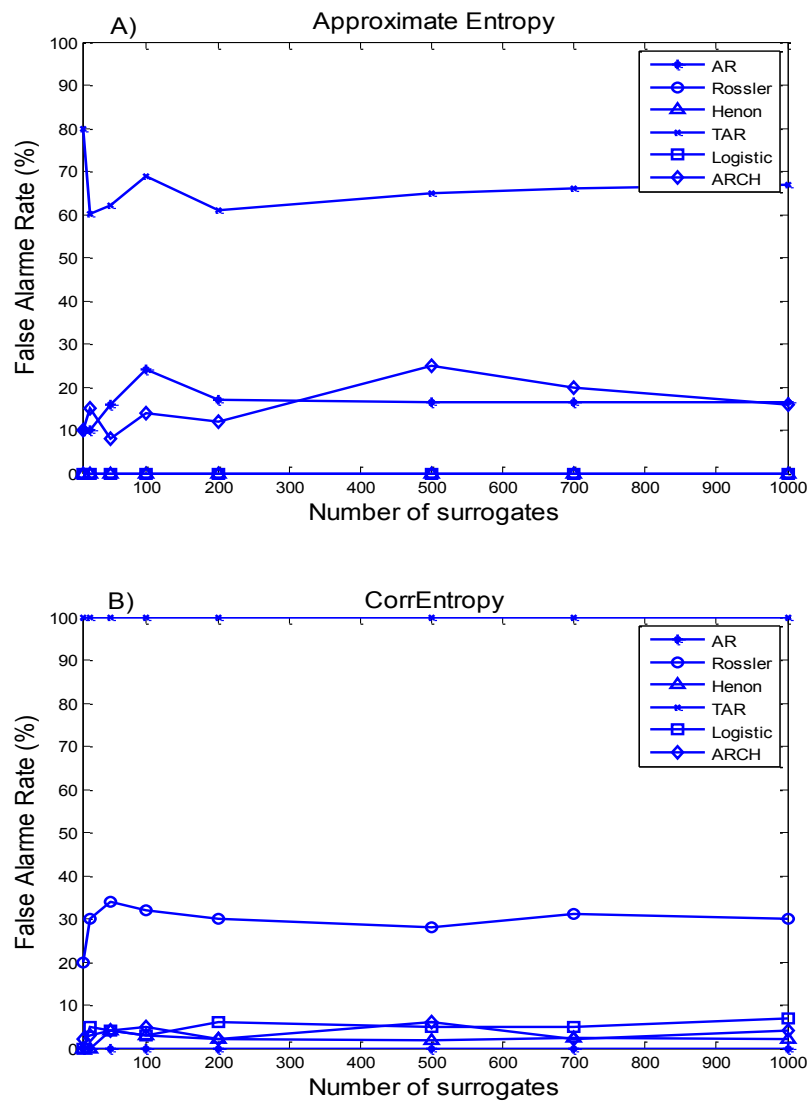 A)
Approximate Entropy
False Alarme Rate (%)
100
90
80
70
60
50
40
30
20
10
0
AR
Rossler
Henon
TAR
Logistic
ARCH
100 200 300 400 500 600 700 800 900 1000
Number of surrogates
B)
CorrEntropy
False Alarme Rate (%)
100
90
80
70
60
50
40
30
20
10
0
AR
Rossler
Henon
TAR
Logistic
ARCH
100 200 300 400 500 600 700 800 900 1000
Number of surrogates